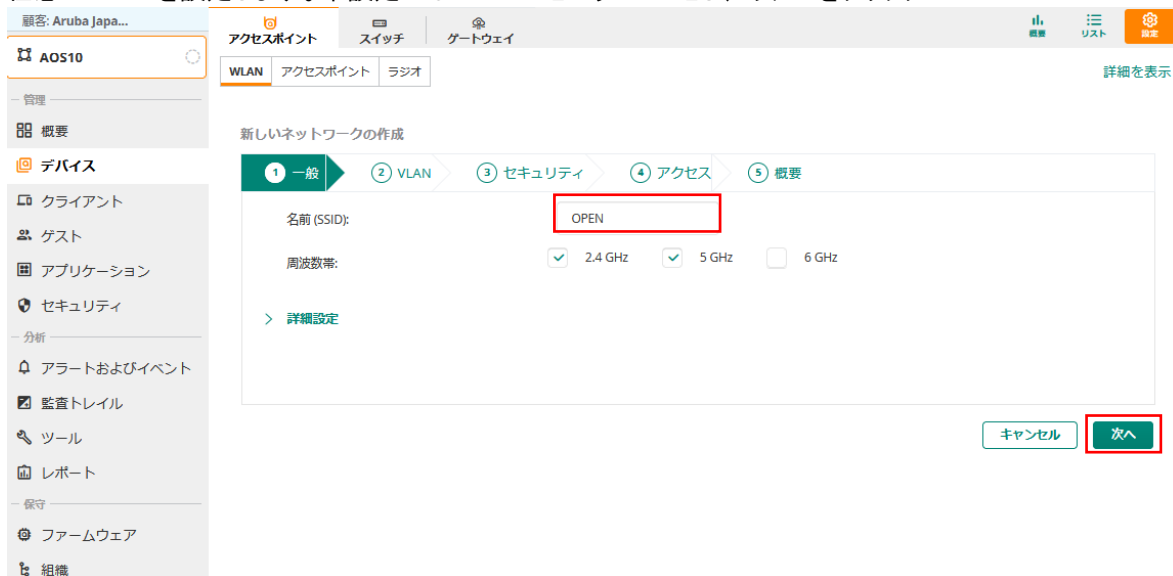 顧客: Aruba Japa...
AOS10
管理
概要
デバイス
クライアント
ゲスト
アプリケーション
セキュリティ
分析
アラートおよびイベント
監査トレイル
ツール
レポート
保守
ファームウェア
組織
アクセスポイント
スイッチ
ゲートウェイ
概要
リスト
設定
WLAN
アクセスポイント
ラジオ
詳細を表示
新しいネットワークの作成
1 一般
2 VLAN
3 セキュリティ
4 アクセス
5 概要
名前 (SSID):
OPEN
周波数帯:
2.4 GHz
5 GHz
6 GHz
詳細設定
キャンセル
次へ